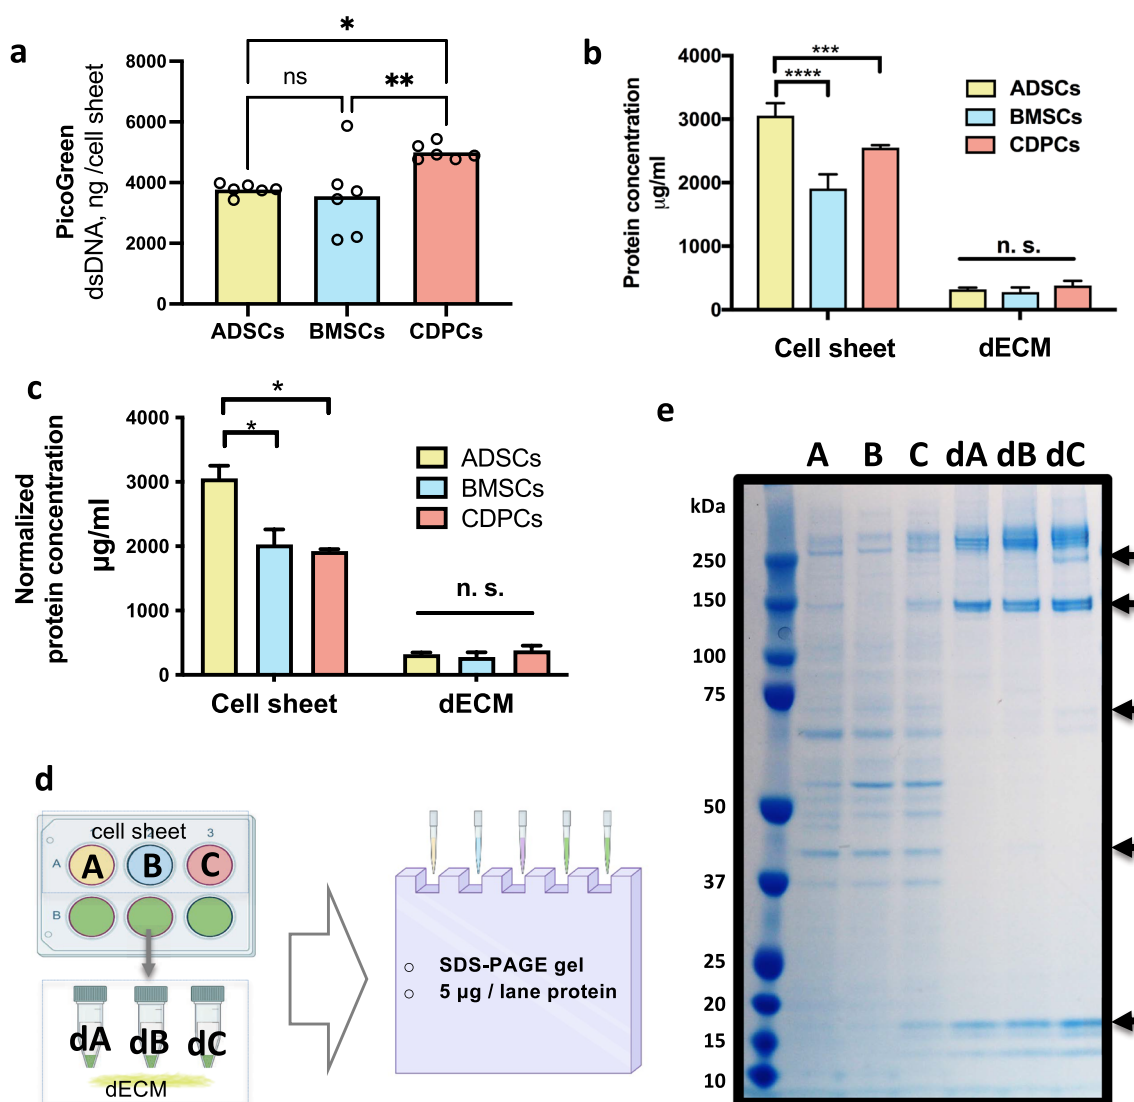 a
*
ns
**
8000
6000
4000
2000
0
PicoGreen
dsDNA, ng /cell sheet
ADSCs
BMSCs
CDPCs
b
***
****
4000
3000
2000
1000
0
Protein concentration
µg/ml
ADSCs
BMSCs
CDPCs
n. s.
Cell sheet
dECM
c
*
*
4000
3000
2000
1000
0
Normalized
protein concentration
µg/ml
ADSCs
BMSCs
CDPCs
n. s.
Cell sheet
dECM
d
cell sheet
3
A
A
B
C
B
dA
dB
dC
dECM
SDS-PAGE gel
5 µg / lane protein
e
A
B
C
dA
dB
dC
kDa
250
150
100
75
50
37
25
20
15
10